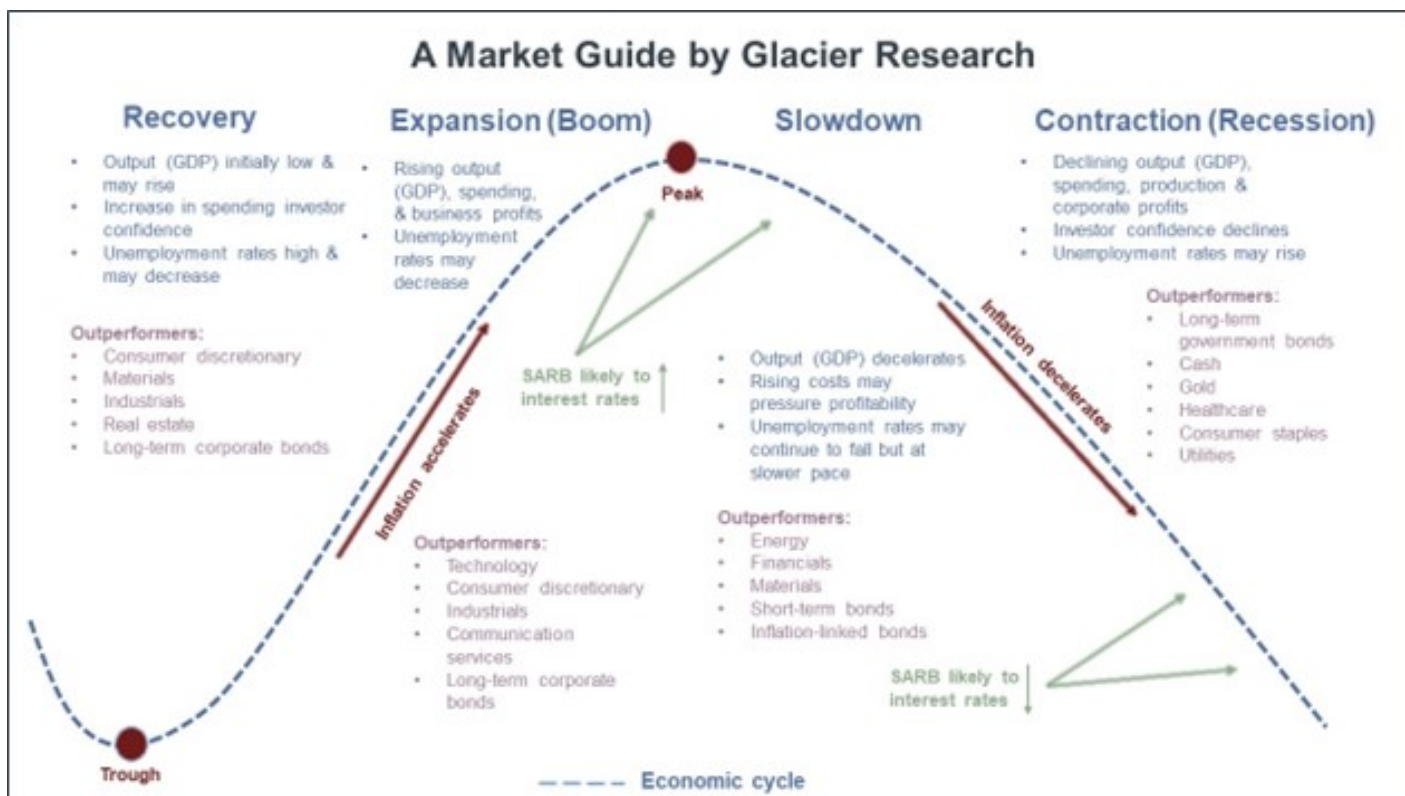 A Market Guide by Glacier Research
Recovery
• Output (GDP) initially low &
may rise
• Increase in spending investor
confidence
• Unemployment rates high &
may decrease
Outperformers:
• Consumer discretionary
• Materials
• Industrials
• Real estate
• Long-term corporate bonds
Trough
Expansion (Boom)
• Rising output
(GDP), spending,
& business profits
• Unemployment
rates may
decrease
Inflation accelerates
Outperformers:
• Technology
• Consumer discretionary
• Industrials
• Communication
services
• Long-term corporate
bonds
Peak
SARB likely to
interest rates
Slowdown
• Output (GDP) decelerates
• Rising costs may
pressure profitability
• Unemployment rates may
continue to fall but at
slower pace
Outperformers:
• Energy
• Financials
• Materials
• Short-term bonds
• Inflation-linked bonds
Inflation decelerates
Contraction (Recession)
• Declining output (GDP),
spending, production &
corporate profits
• Investor confidence declines
• Unemployment rates may rise
Outperformers:
• Long-term
government bonds
• Cash
• Gold
• Healthcare
• Consumer staples
• Utilities
SARB likely to
interest rates
Economic cycle